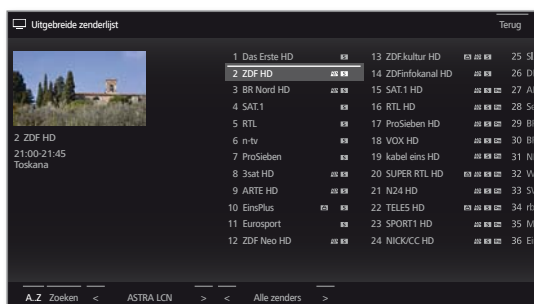 Uitgebreide zenderlijst
Terug
2 ZDF HD
21:00-21:45
Toskana
1 Das Erste HD
2 ZDF HD
3 BR Nord HD
4 SAT.1
5 RTL
6 n-tv
7 ProSieben
8 3sat HD
9 ARTE HD
10 EinsPlus
11 Eurosport
12 ZDF Neo HD
13 ZDF.kultur HD
14 ZDFinfokanal HD
15 SAT.1 HD
16 RTL HD
17 ProSieben HD
18 VOX HD
19 kabel eins HD
20 SUPER RTL HD
21 N24 HD
22 TELE5 HD
23 SPORT1 HD
24 NICK/CC HD
25
26
27
28
29
30
31
32
33
34
35
36
A..Z Zoeken < ASTRA LCN > < Alle zenders >